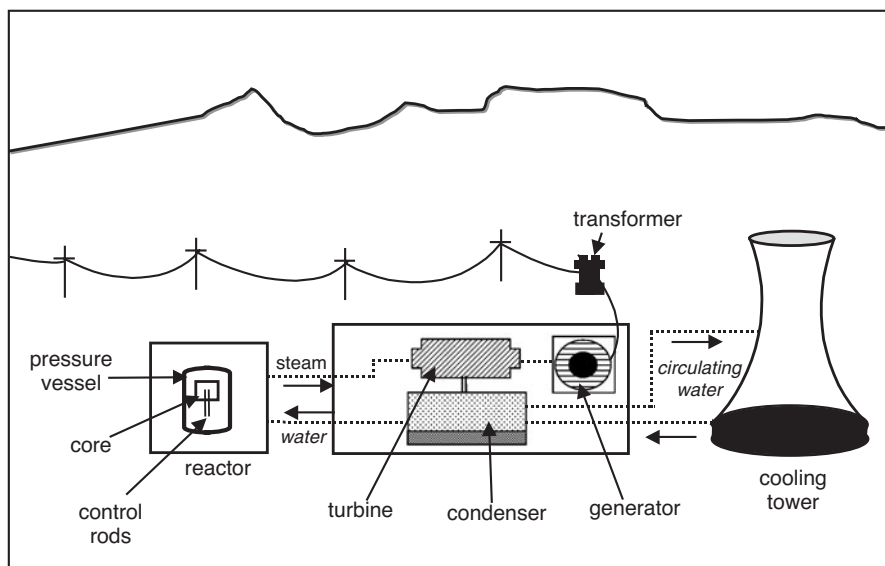 transformer
pressure
vessel
steam
circulating
water
core
water
reactor
cooling
tower
control
rods
turbine
condenser
generator